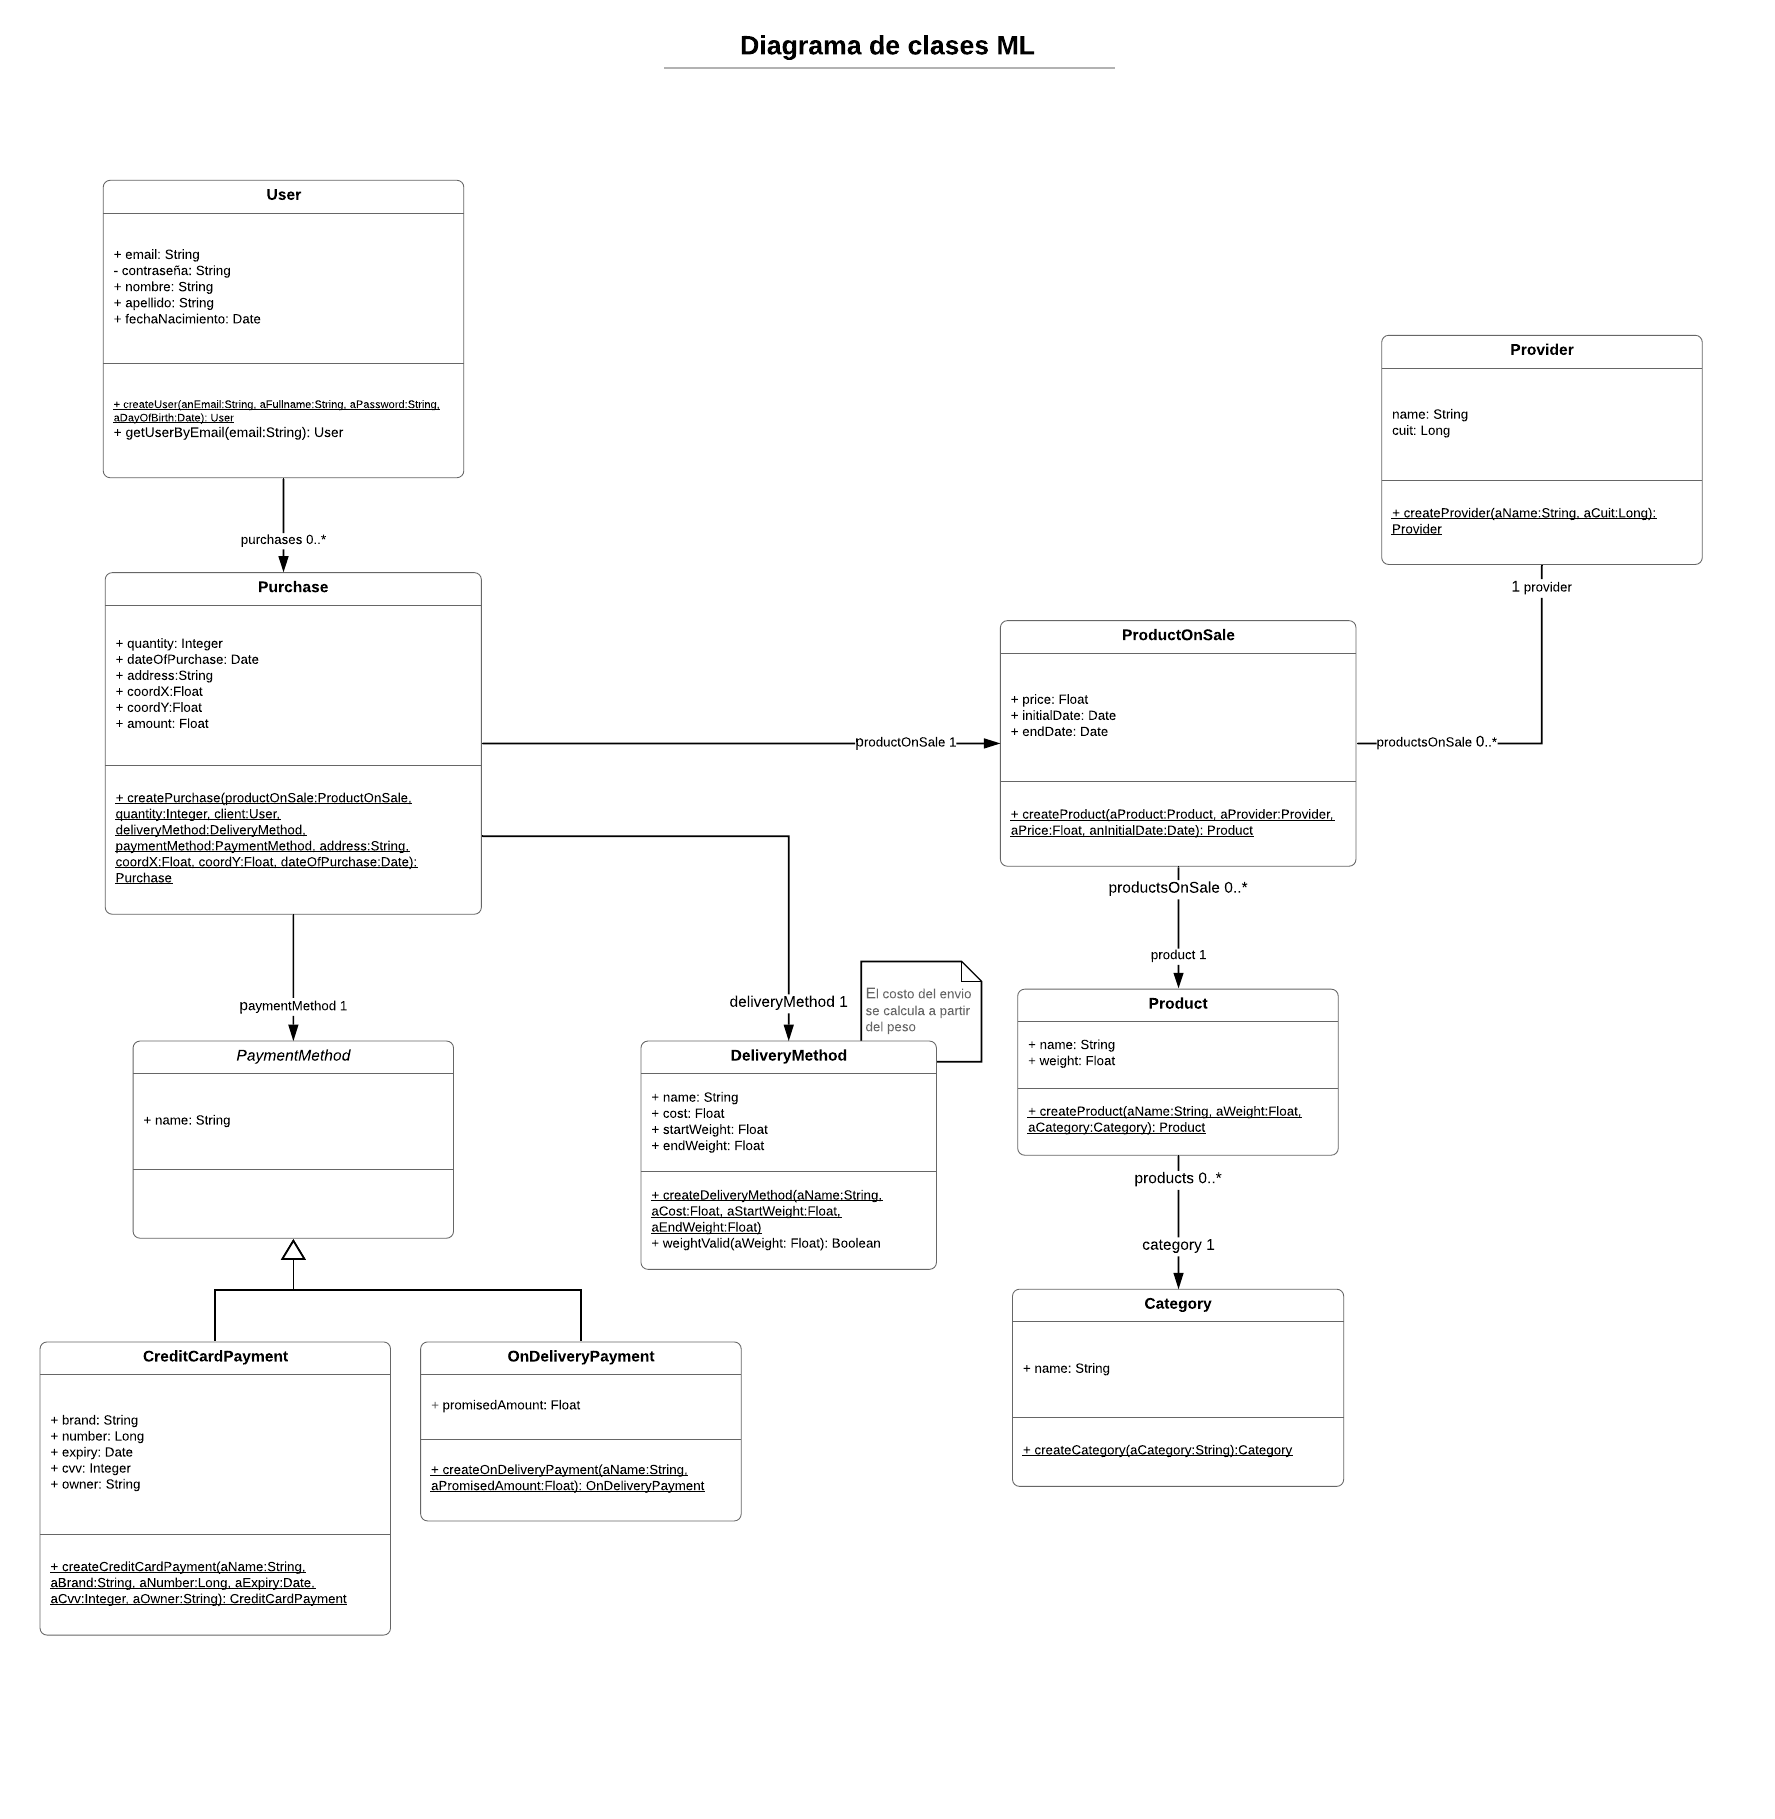 Diagrama de clases ML
User
+ email: String
- contraseña: String
+ nombre: String
+ apellido: String
+ fechaNacimiento: Date
+ createUser(anEmail:String, aFullname:String, aPassword:String,
aDayOfBirth:Date): User
+ getUserByEmail(email:String): User
purchases 0..*
Purchase
+ quantity: Integer
+ dateOfPurchase: Date
+ address:String
+ coordX:Float
+ coordY:Float
+ amount: Float
+ createPurchase(productOnSale:ProductOnSale,
quantity:Integer, client:User,
deliveryMethod:DeliveryMethod,
paymentMethod:PaymentMethod, address:String,
coordX:Float, coordY:Float, dateOfPurchase:Date):
Purchase
productOnSale 1
ProductOnSale
+ price: Float
+ initialDate: Date
+ endDate: Date
+ createProduct(aProduct:Product, aProvider:Provider,
aPrice:Float, anInitialDate:Date): Product
Provider
name: String
cuit: Long
+ createProvider(aName:String, aCuit:Long):
Provider
1 provider
productsOnSale 0..*
productsOnSale 0..*
product 1
Product
+ name: String
+ weight: Float
+ createProduct(aName:String, aWeight:Float,
aCategory:Category): Product
products 0..*
category 1
Category
+ name: String
+ createCategory(aCategory:String):Category
paymentMethod 1
PaymentMethod
+ name: String
deliveryMethod 1
El costo del envio
se calcula a partir
del peso
DeliveryMethod
+ name: String
+ cost: Float
+ startWeight: Float
+ endWeight: Float
+ createDeliveryMethod(aName:String,
aCost:Float, aStartWeight:Float,
aEndWeight:Float)
+ weightValid(aWeight: Float): Boolean
CreditCardPayment
+ brand: String
+ number: Long
+ expiry: Date
+ cvv: Integer
+ owner: String
+ createCreditCardPayment(aName:String,
aBrand:String, aNumber:Long, aExpiry:Date,
aCvv:Integer, aOwner:String): CreditCardPayment
OnDeliveryPayment
+ promisedAmount: Float
+ createOnDeliveryPayment(aName:String,
aPromisedAmount:Float): OnDeliveryPayment